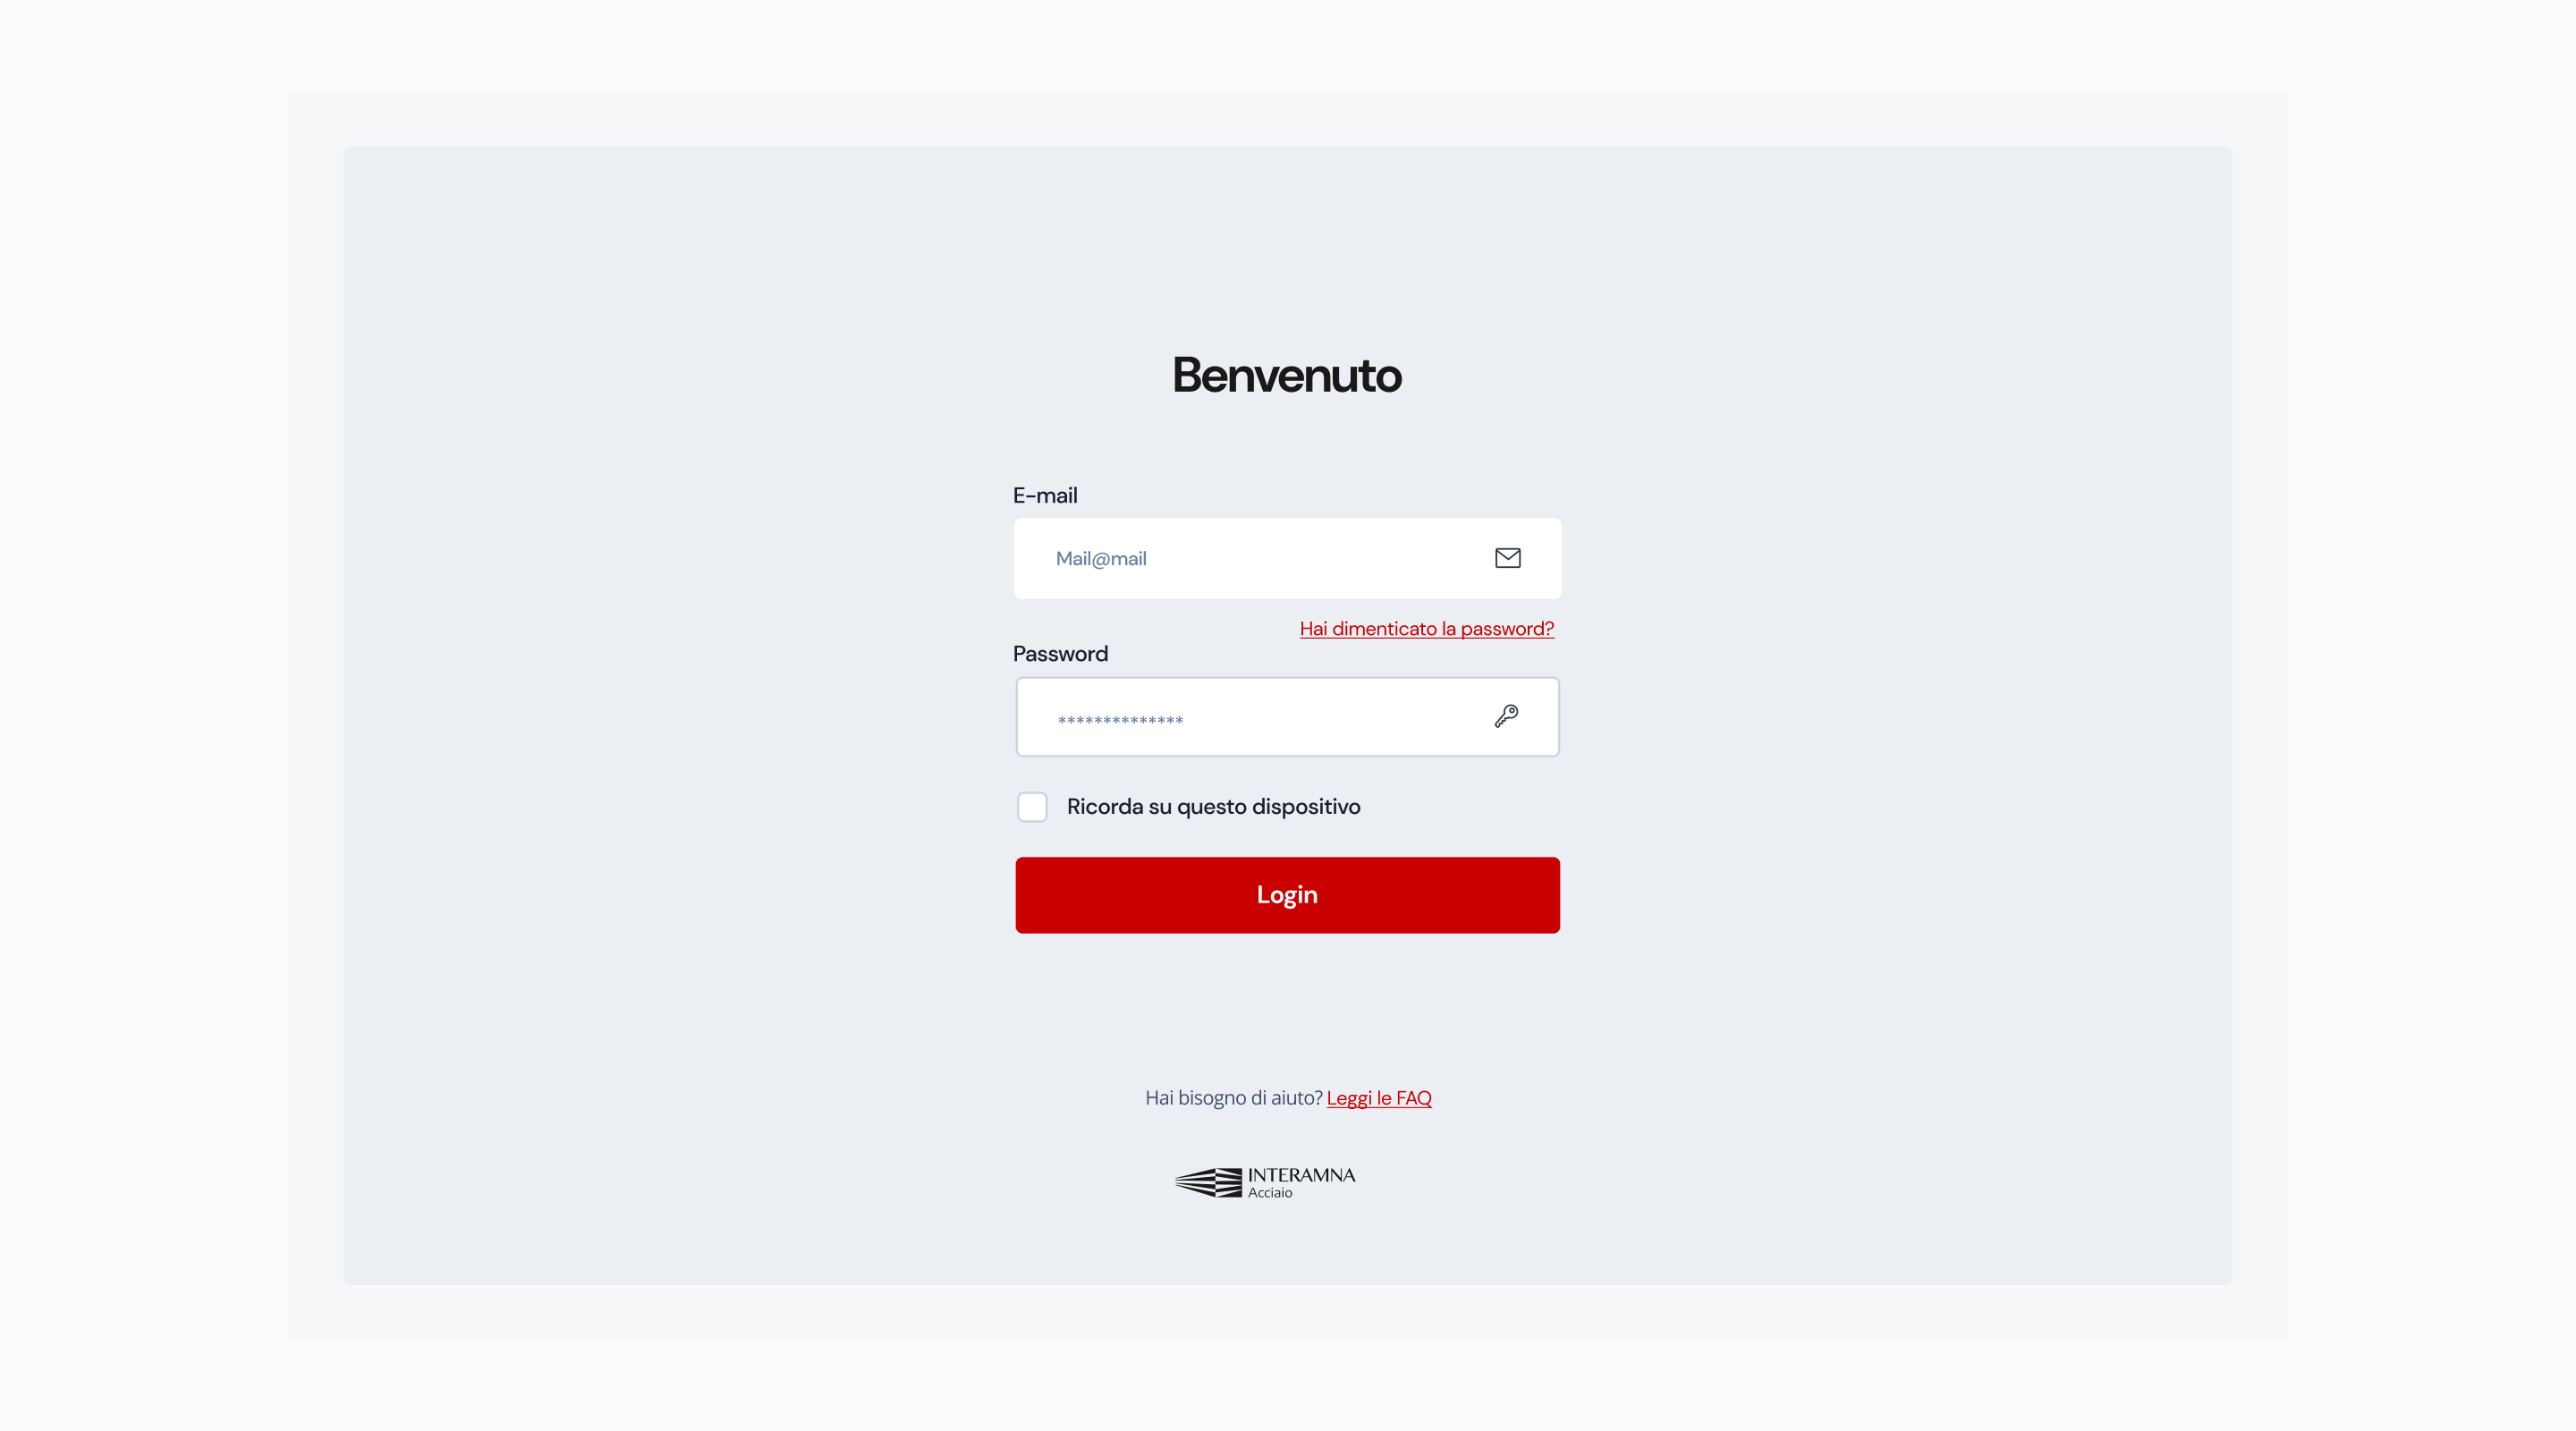 Benvenuto
E-mail
Mail@mail
Hai dimenticato la password?
Password
**************
Ricorda su questo dispositivo
Login
Hai bisogno di aiuto? Leggi le FAQ
INTERAMNA
Acciaio